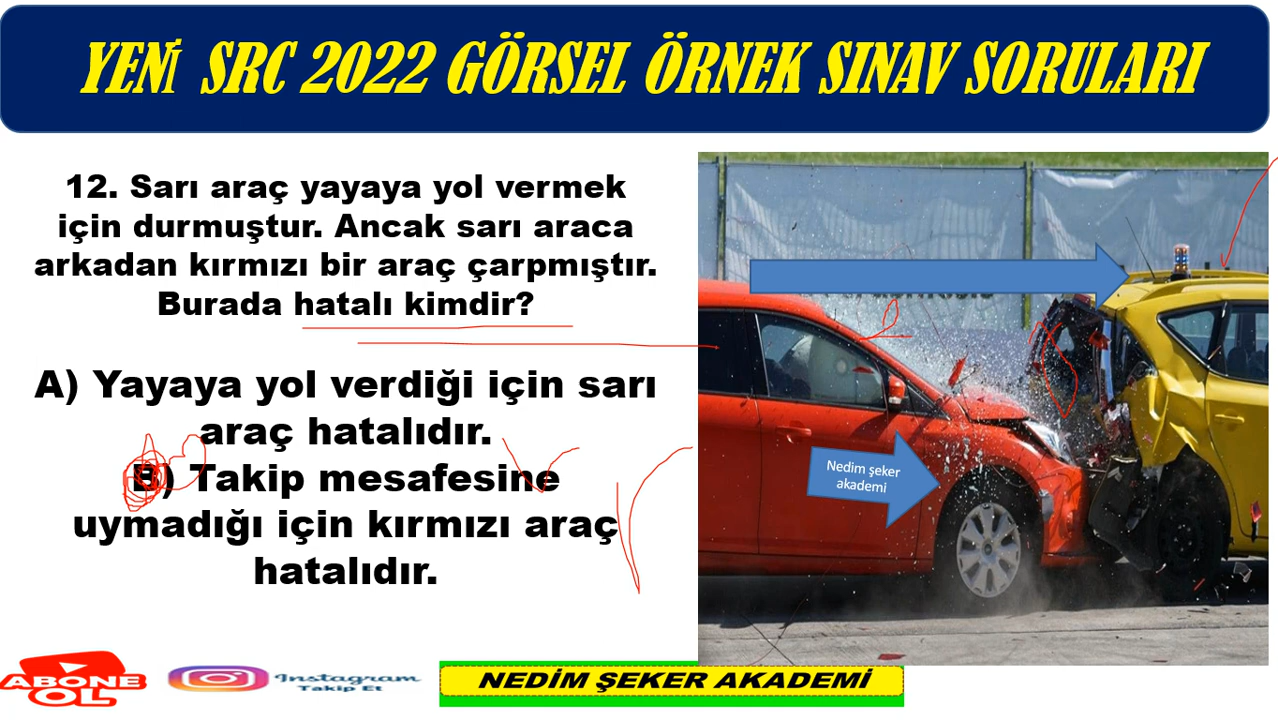 YENİ SRC 2022 GÖRSEL ÖRNEK SINAV SORULARI
12. Sarı araç yayaya yol vermek
için durmuştur. Ancak sarı araca
arkadan kırmızı bir araç çarpmıştır.
Burada hatalı kimdir?
A) Yayaya yol verdiği için sarı
araç hatalıdır.
B) Takip mesafesine
uymadığı için kırmızı araç
hatalıdır.
Nedim şeker
akademi
ABONE
OL
Instagram
Takip Et
NEDİM ŞEKER AKADEMİ